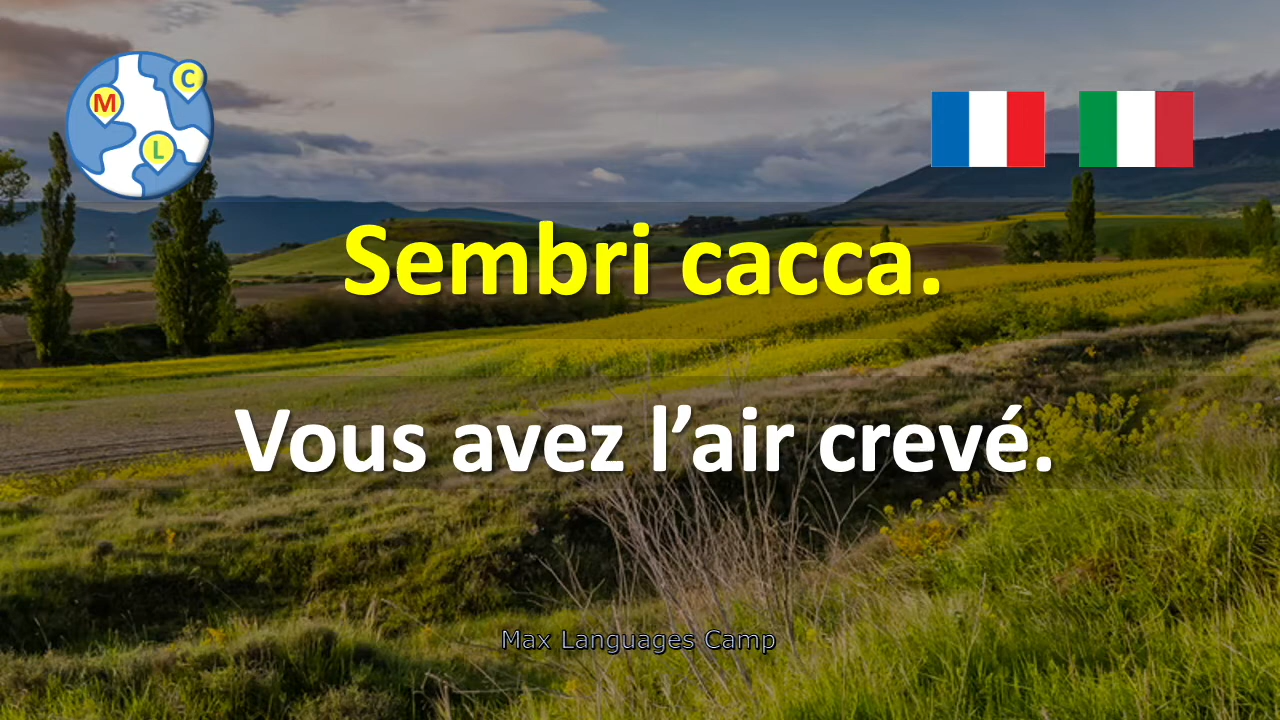 M
C
L
Sembri cacca.
Vous avez l’air crevé.
Max Languages Camp